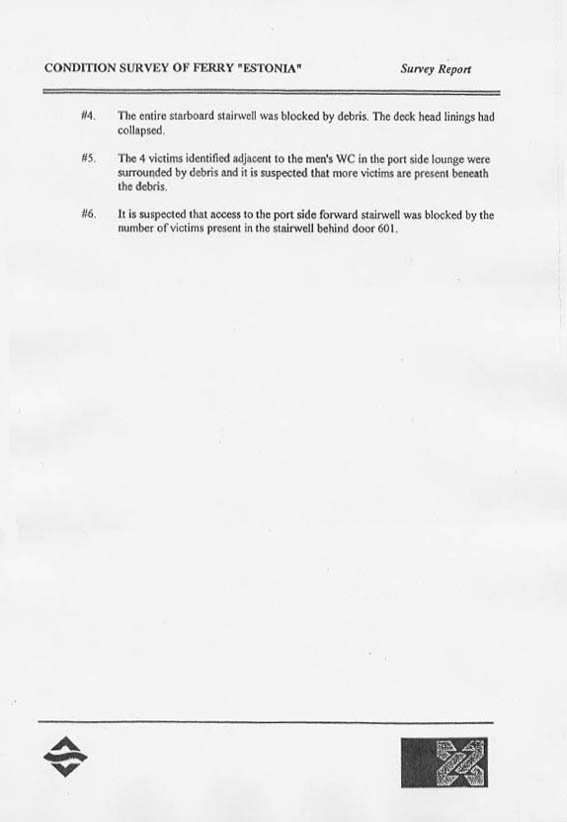 CONDITION SURVEY OF FERRY "ESTONIA" Survey Report
#4. The entire starboard stairwell was blocked by debris. The deck head linings had
collapsed.
#5. The 4 victims identified adjacent to the men's WC in the port side lounge were
surrounded by debris and it is suspected that more victims are present beneath
the debris.
#6. It is suspected that access to the port side forward stairwell was blocked by the
number of victims present in the stairwell behind door 601.